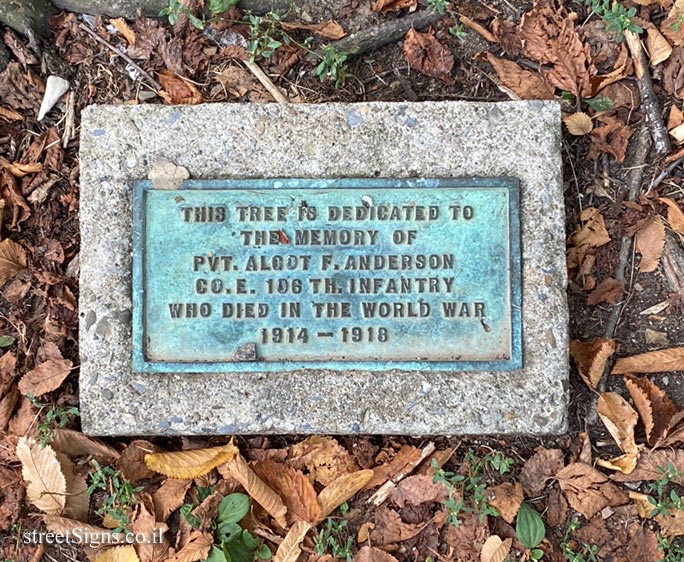 THIS TREE IS DEDICATED TO
THE MEMORY OF
PVT. ALGOT F. ANDERSON
CO. E. 106 TH. INFANTRY
WHO DIED IN THE WORLD WAR
1914 – 1918
streetSigns.co.il